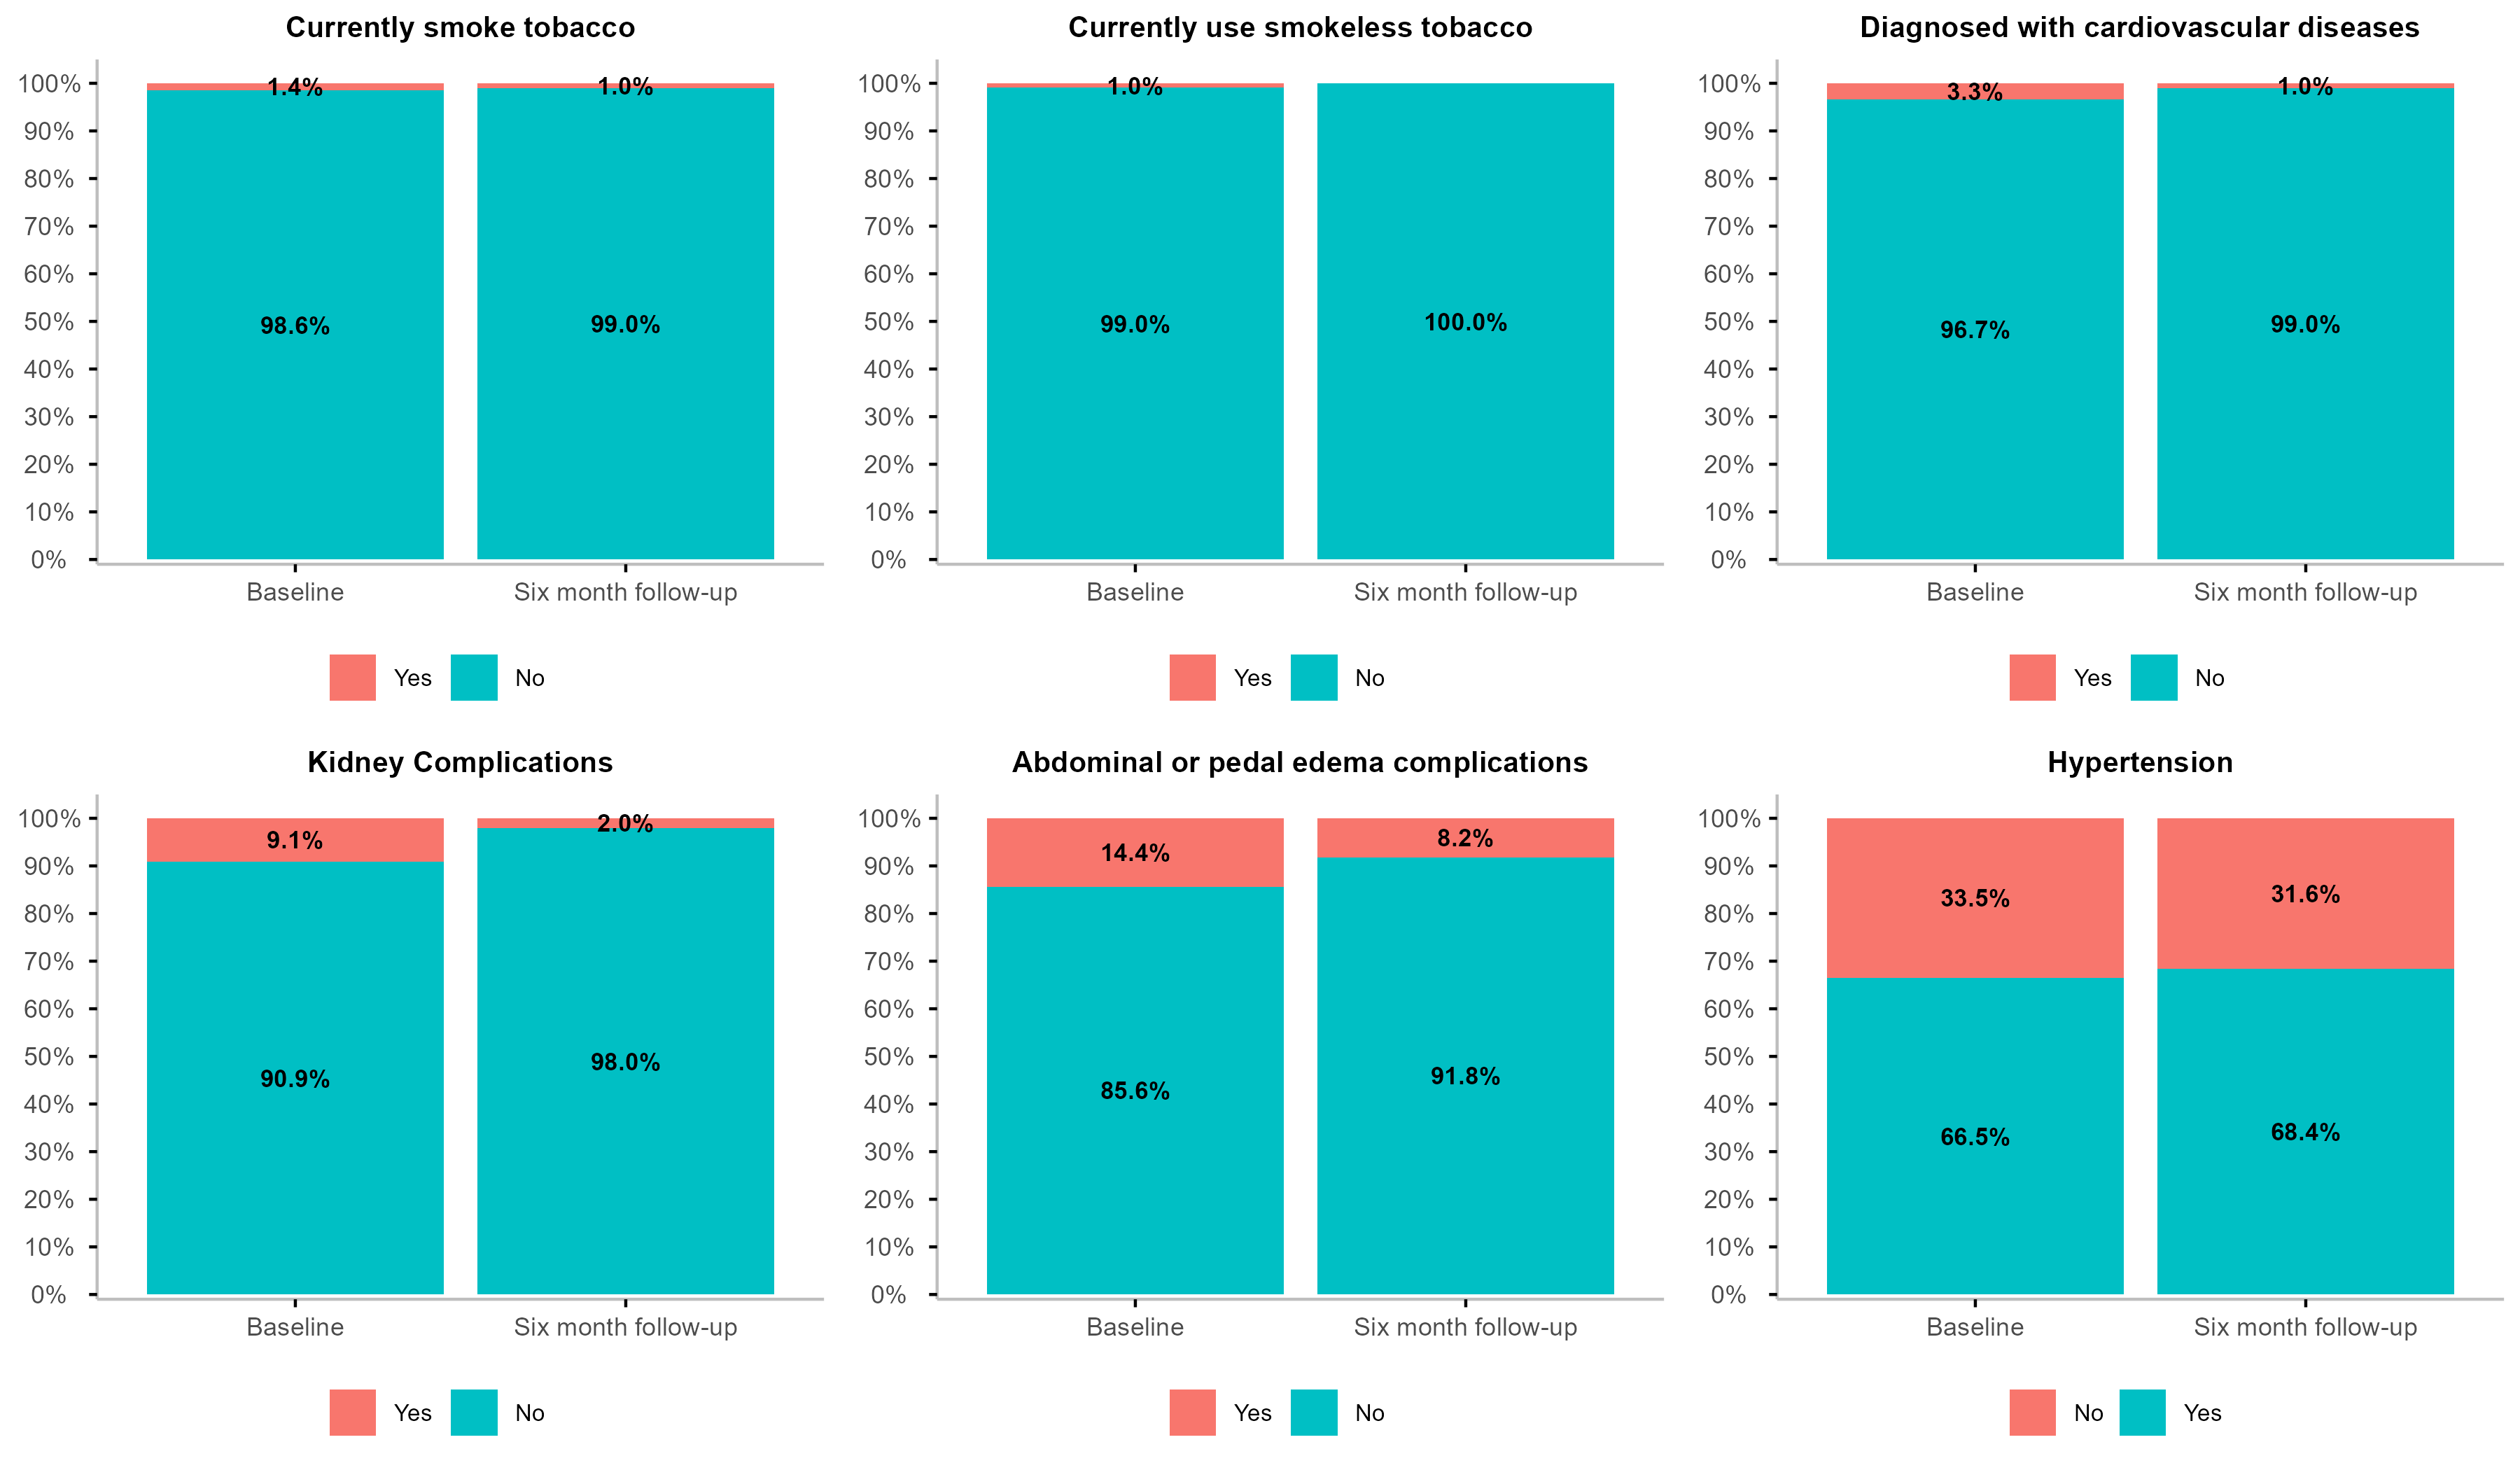 Currently smoke tobacco
100%
90%
80%
70%
60%
50%
40%
30%
20%
10%
0%
1.4%
1.0%
98.6%
99.0%
Baseline
Six month follow-up
Yes
No
Currently use smokeless tobacco
100%
90%
80%
70%
60%
50%
40%
30%
20%
10%
0%
1.0%
99.0%
100.0%
Baseline
Six month follow-up
Yes
No
Diagnosed with cardiovascular diseases
100%
90%
80%
70%
60%
50%
40%
30%
20%
10%
0%
3.3%
1.0%
96.7%
99.0%
Baseline
Six month follow-up
Yes
No
Kidney Complications
100%
90%
80%
70%
60%
50%
40%
30%
20%
10%
0%
9.1%
2.0%
90.9%
98.0%
Baseline
Six month follow-up
Yes
No
Abdominal or pedal edema complications
100%
90%
80%
70%
60%
50%
40%
30%
20%
10%
0%
14.4%
8.2%
85.6%
91.8%
Baseline
Six month follow-up
Yes
No
Hypertension
100%
90%
80%
70%
60%
50%
40%
30%
20%
10%
0%
33.5%
31.6%
66.5%
68.4%
Baseline
Six month follow-up
No
Yes